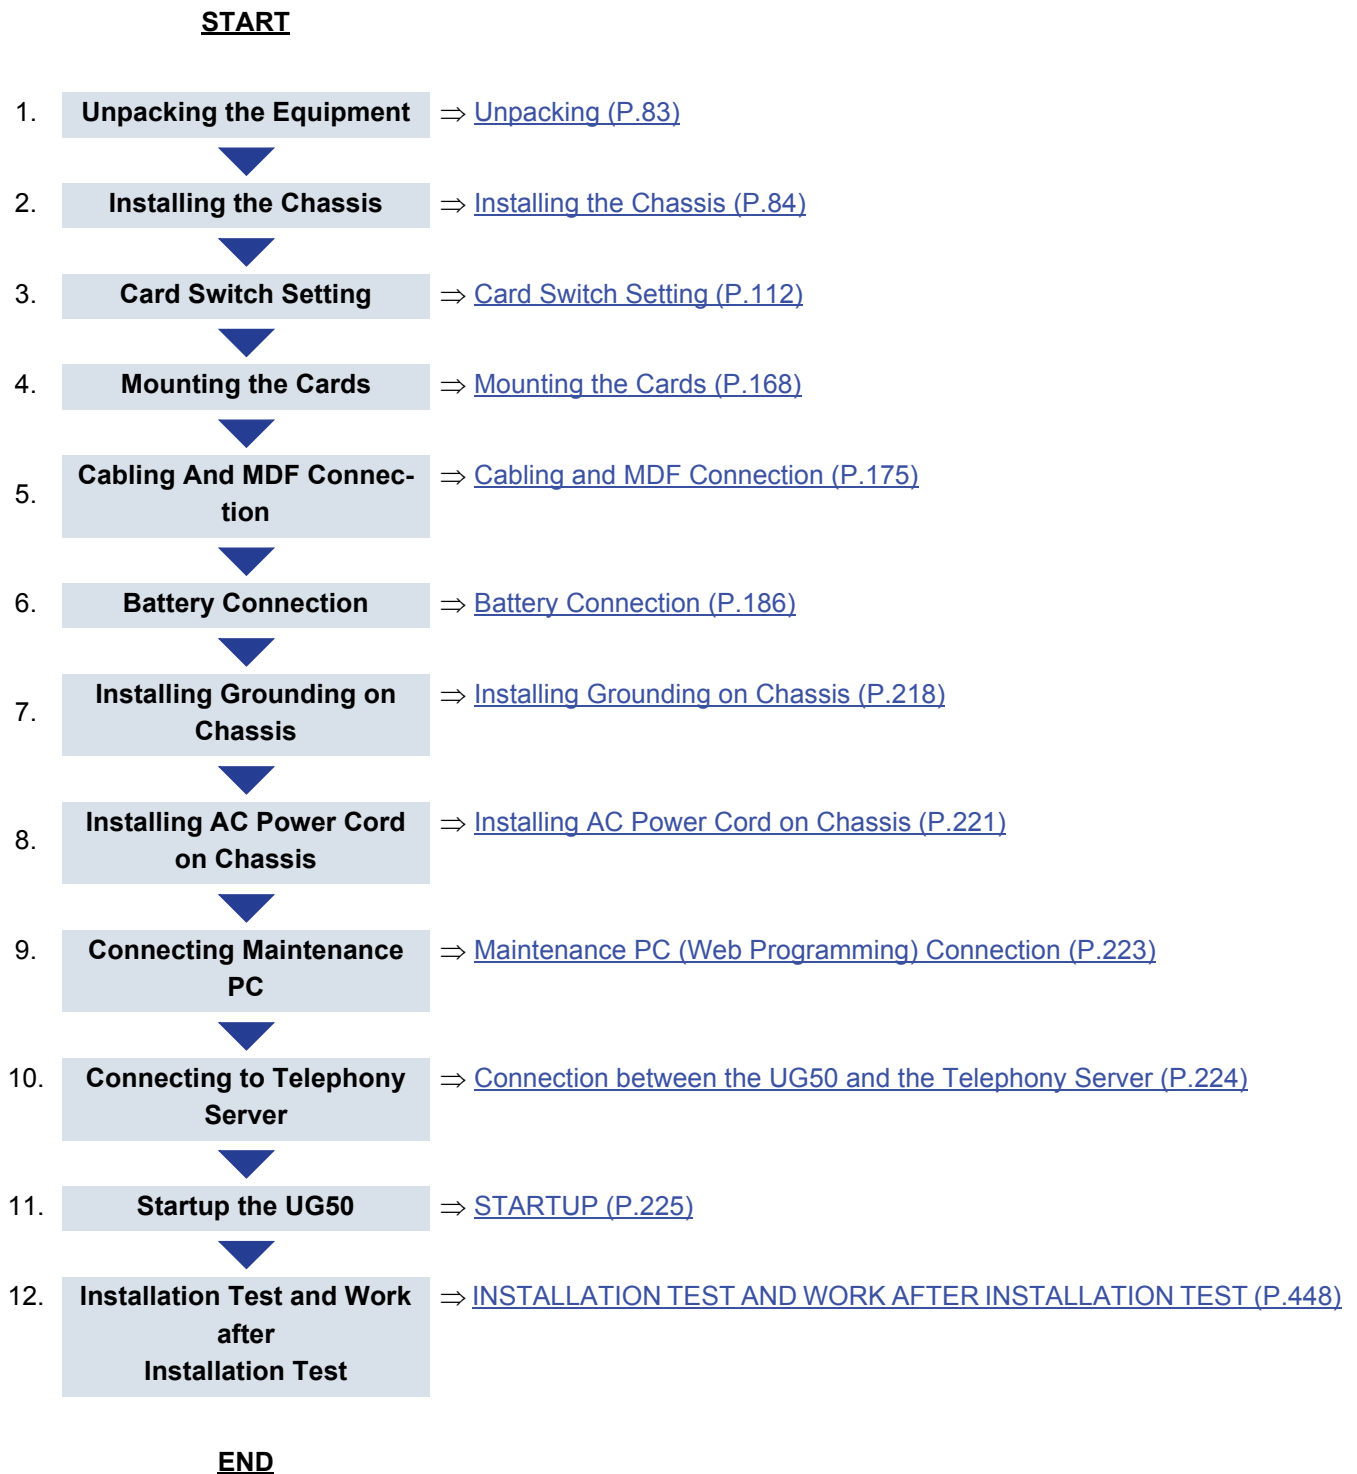 START
1. Unpacking the Equipment ⇒ Unpacking (P.83)
2. Installing the Chassis ⇒ Installing the Chassis (P.84)
3. Card Switch Setting ⇒ Card Switch Setting (P.112)
4. Mounting the Cards ⇒ Mounting the Cards (P.168)
5. Cabling And MDF Connec-
tion
⇒ Cabling and MDF Connection (P.175)
6. Battery Connection ⇒ Battery Connection (P.186)
7. Installing Grounding on
Chassis
⇒ Installing Grounding on Chassis (P.218)
8. Installing AC Power Cord
on Chassis
⇒ Installing AC Power Cord on Chassis (P.221)
9. Connecting Maintenance
PC
⇒ Maintenance PC (Web Programming) Connection (P.223)
10. Connecting to Telephony
Server
⇒ Connection between the UG50 and the Telephony Server (P.224)
11. Startup the UG50 ⇒ STARTUP (P.225)
12. Installation Test and Work
after
Installation Test
⇒ INSTALLATION TEST AND WORK AFTER INSTALLATION TEST (P.448)
END